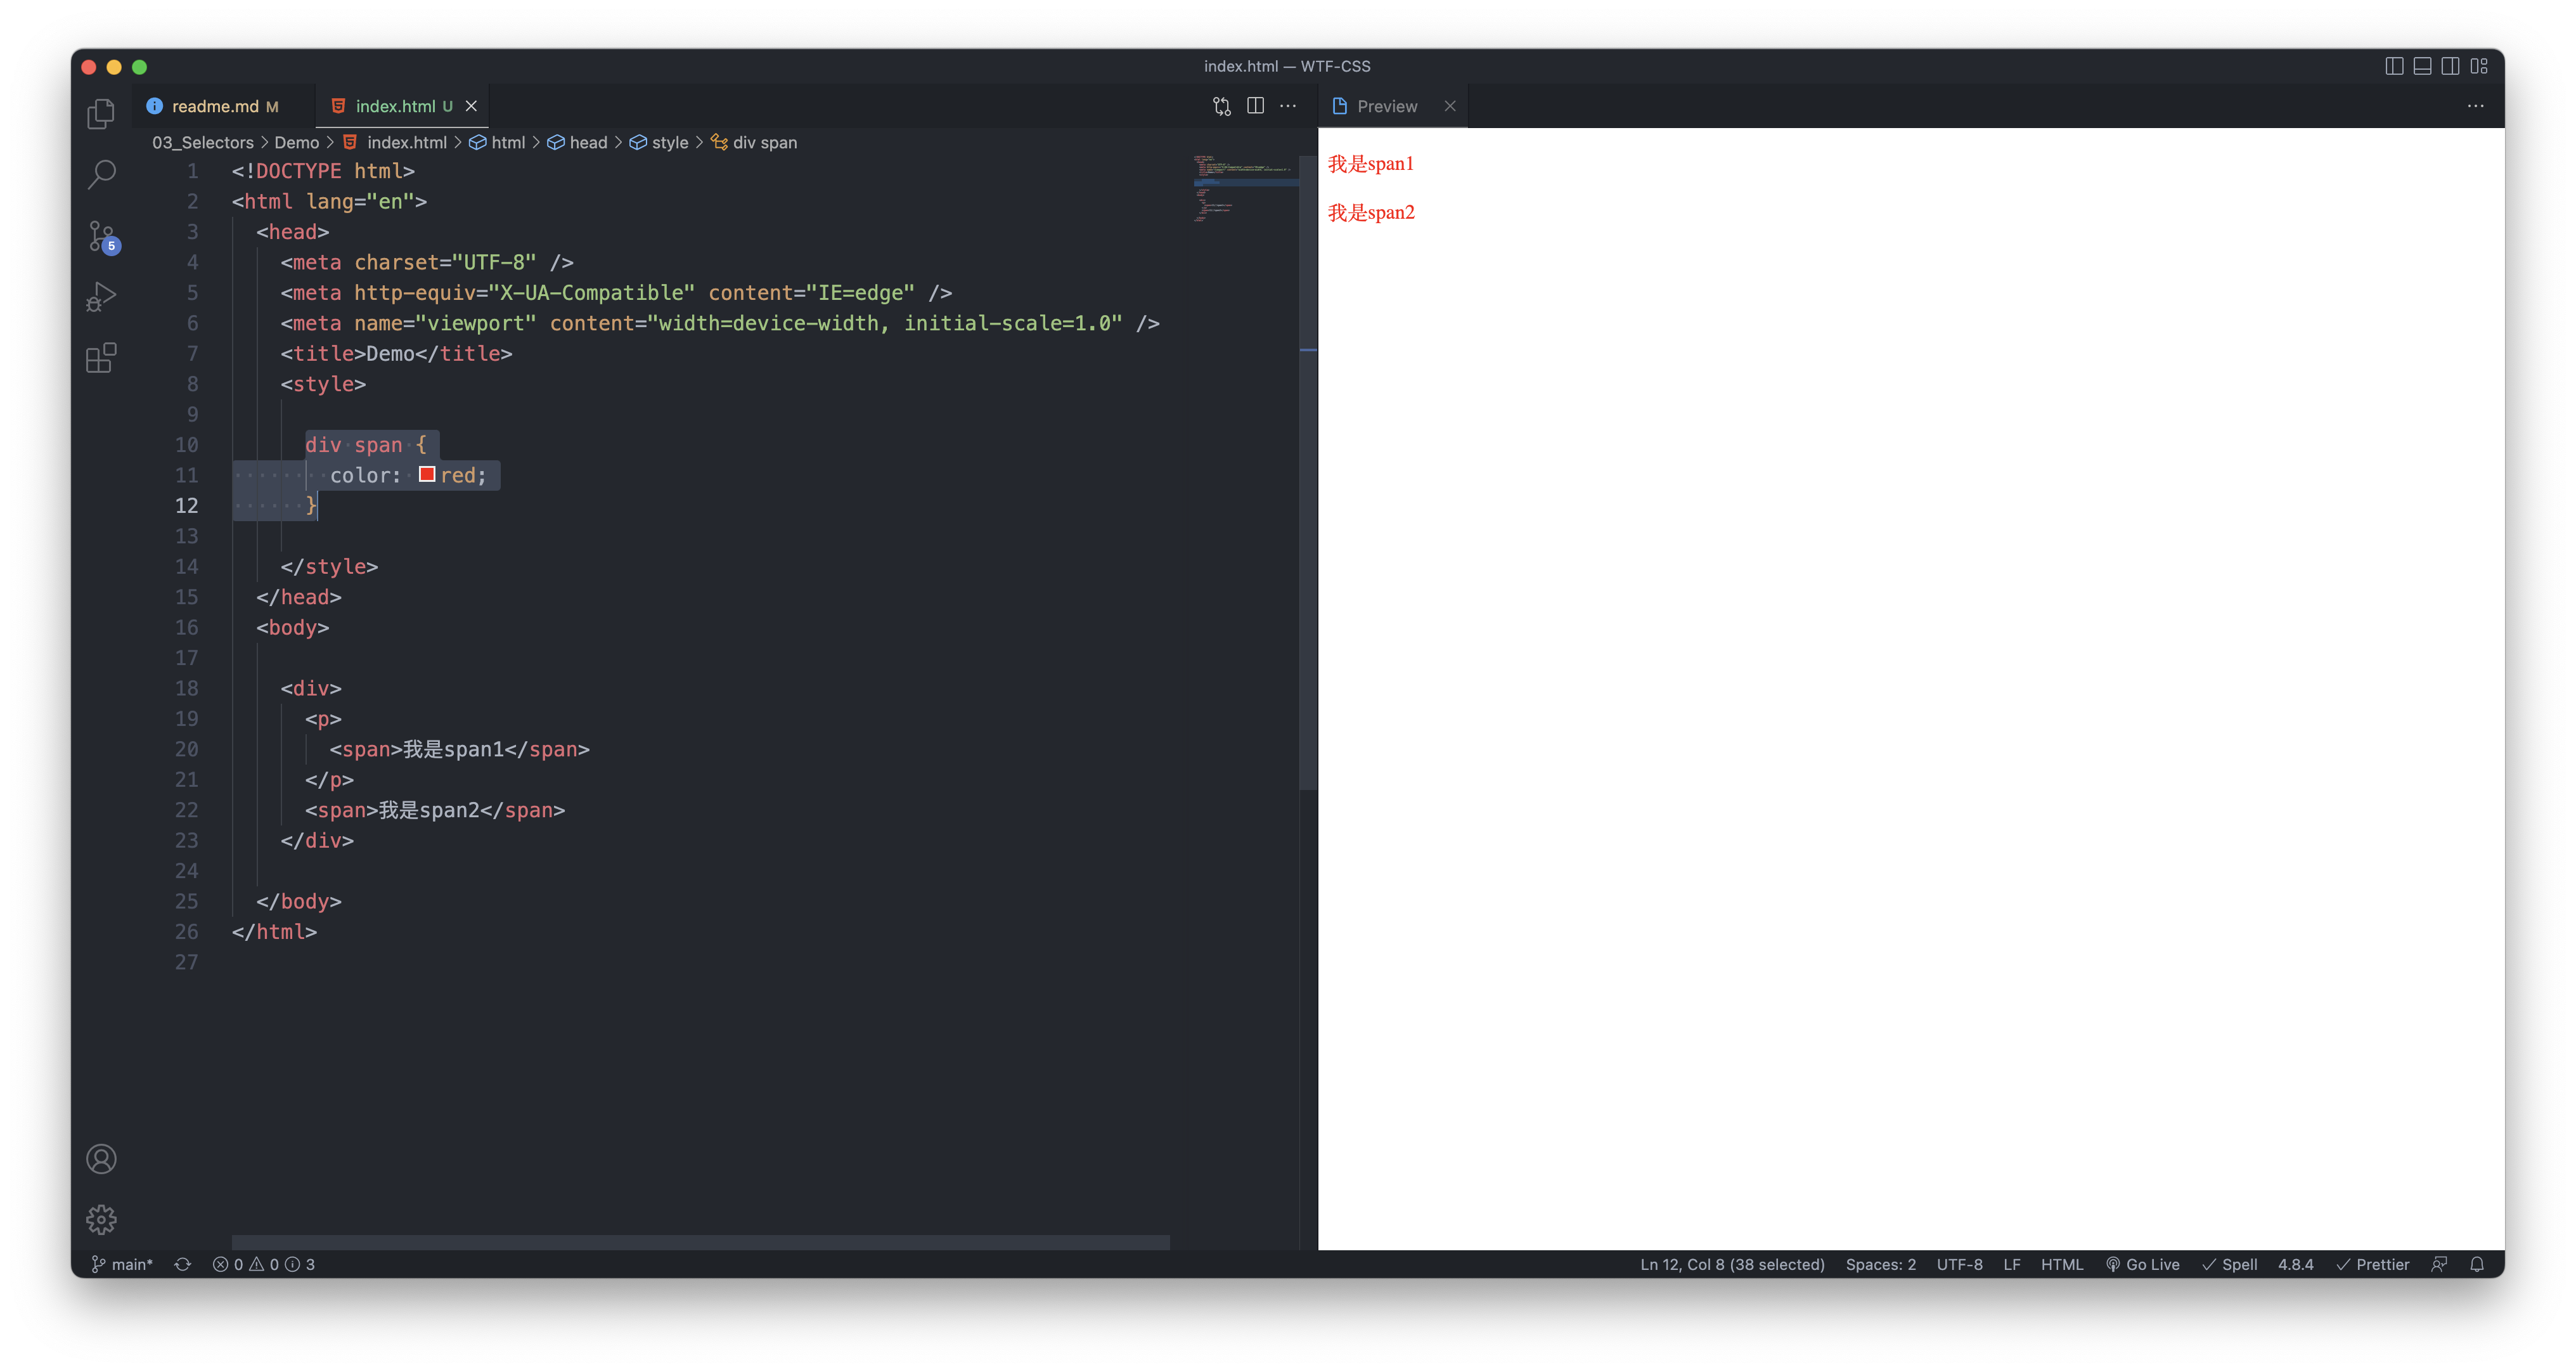 index.html — WTF-CSS
readme.md M
index.html U
Preview
03_Selectors > Demo > index.html > html > head > style > div span
1 <!DOCTYPE html>
2 <html lang="en">
3 <head>
4 <meta charset="UTF-8" />
5 <meta http-equiv="X-UA-Compatible" content="IE=edge" />
6 <meta name="viewport" content="width=device-width, initial-scale=1.0" />
7 <title>Demo</title>
8 <style>
9
10 div span {
11 color: red;
12 }
13
14 </style>
15 </head>
16 <body>
17
18 <div>
19 <p>
20 <span>我是span1</span>
21 </p>
22 <span>我是span2</span>
23 </div>
24
25 </body>
26 </html>
27
我是span1
我是span2
5
main* 0 0 3
Ln 12, Col 8 (38 selected) Spaces: 2 UTF-8 LF HTML Go Live Spell 4.8.4 Prettier